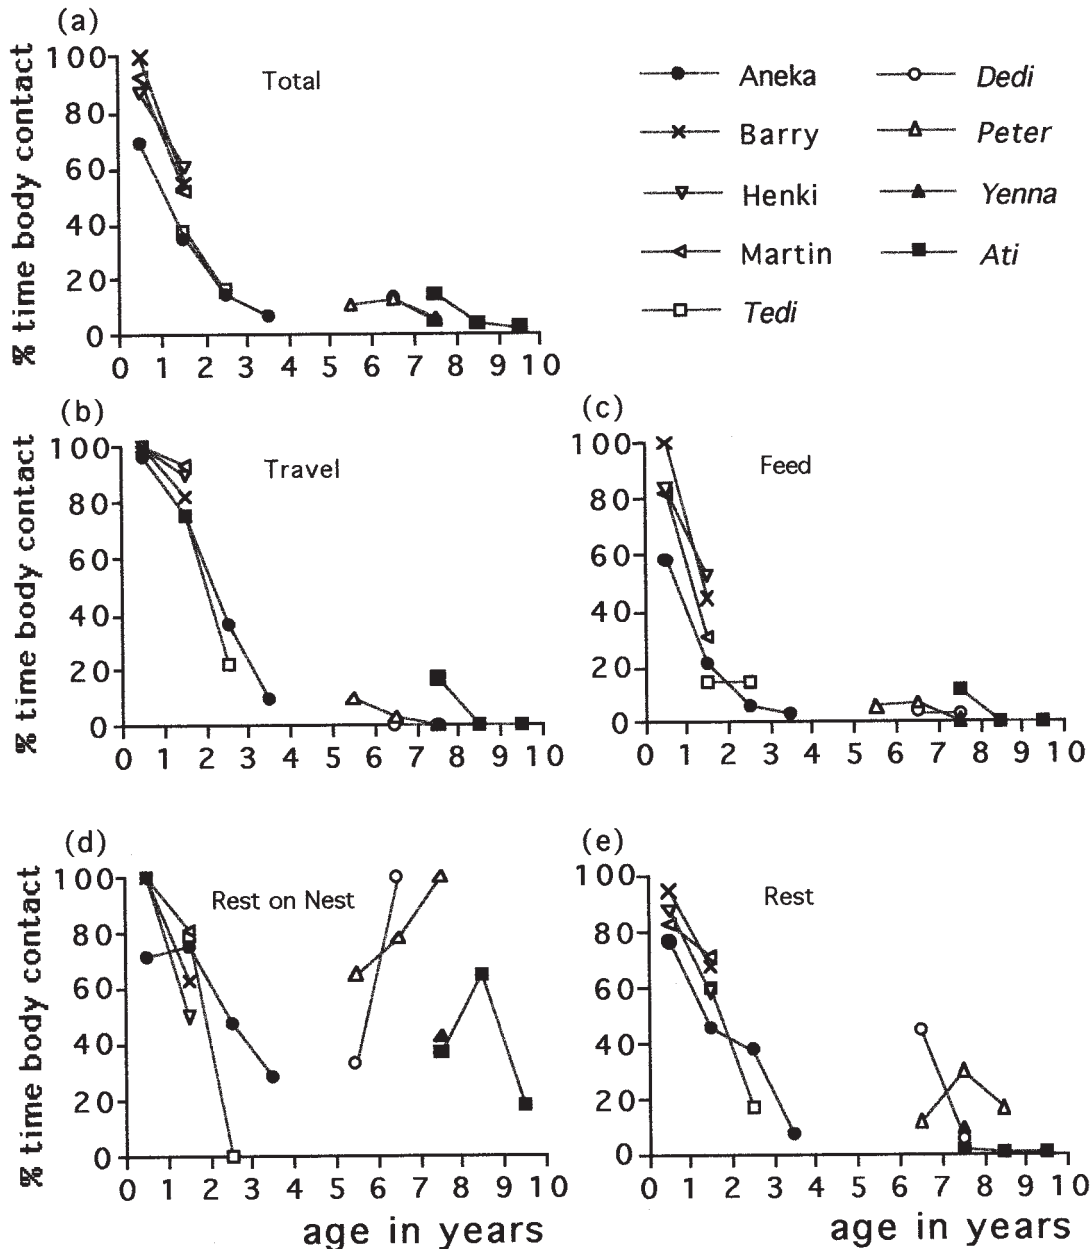 (a)
Total
% time body contact
100
80
60
40
20
0
0 1 2 3 4 5 6 7 8 9 10
Aneka
Barry
Henki
Martin
Tedi
Dedi
Peter
Yenna
Ati
(b)
Travel
% time body contact
100
80
60
40
20
0
0 1 2 3 4 5 6 7 8 9 10
(c)
Feed
100
80
60
40
20
0
0 1 2 3 4 5 6 7 8 9 10
(d)
Rest on Nest
% time body contact
100
80
60
40
20
0
0 1 2 3 4 5 6 7 8 9 10
age in years
(e)
Rest
100
80
60
40
20
0
0 1 2 3 4 5 6 7 8 9 10
age in years